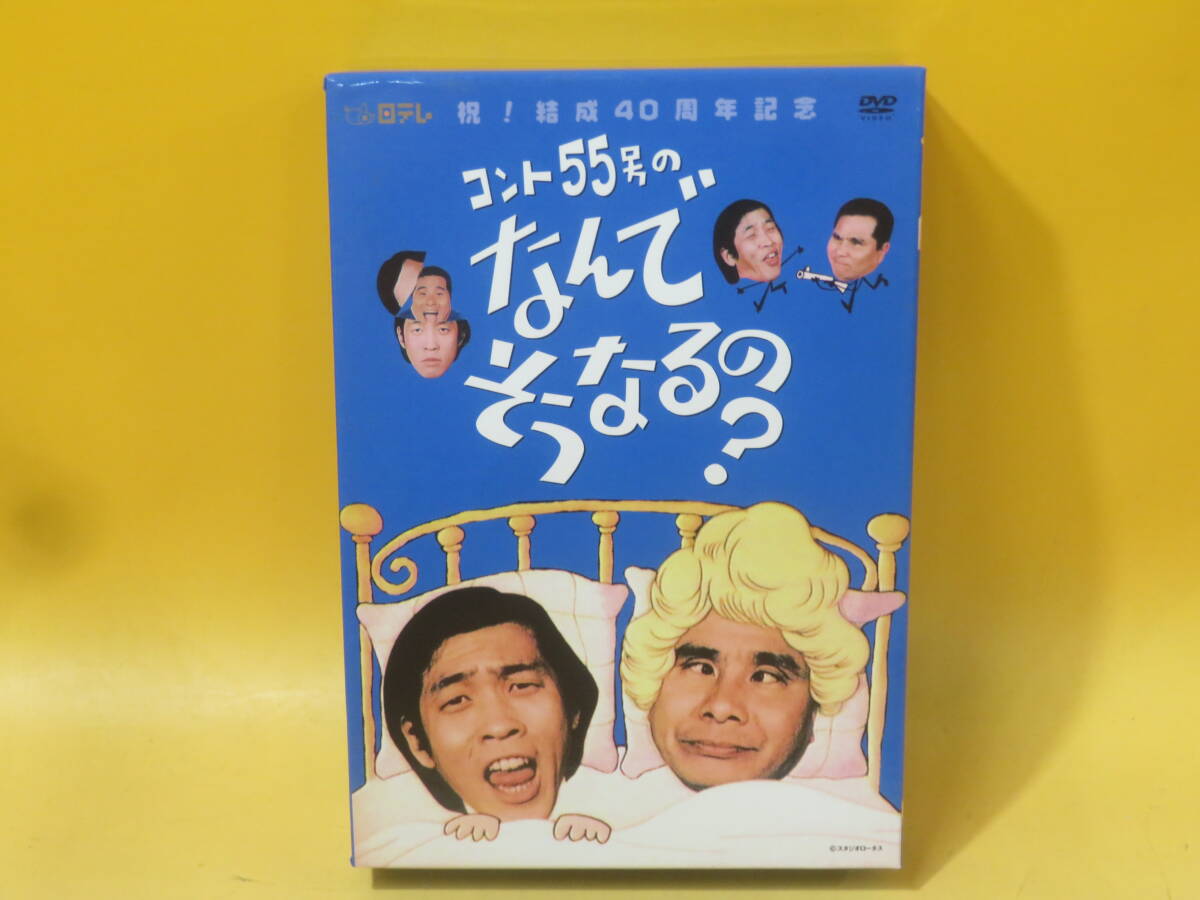 日テレ 祝!結成40周年記念 DVD
VIDEO
コント55号の
なんで
そうなるの?
©スタジオロータス